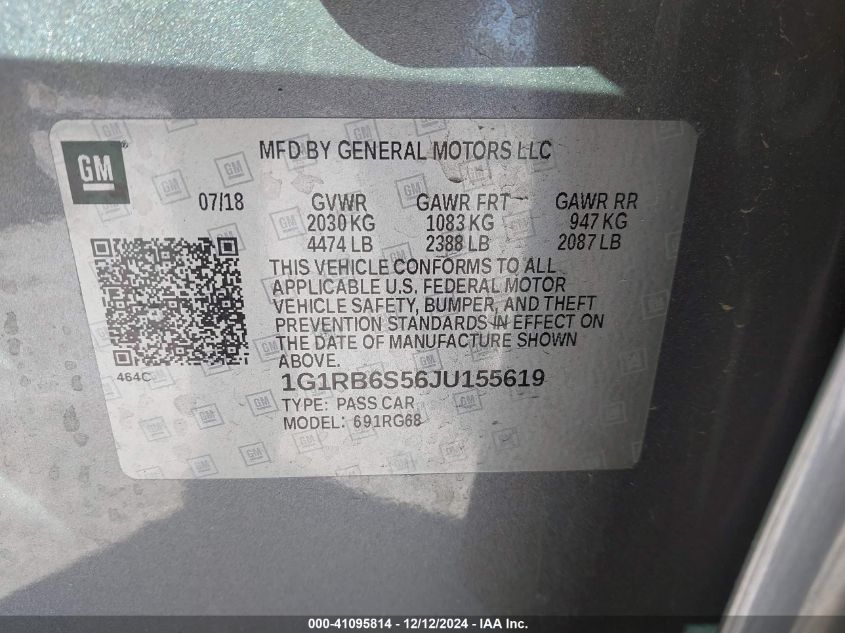 GM
MFD BY GENERAL MOTORS LLC
07/18 GVWR GAWR FRT GAWR RR
2030 KG 1083 KG 947 KG
4474 LB 2388 LB 2087 LB
THIS VEHICLE CONFORMS TO ALL
APPLICABLE U.S. FEDERAL MOTOR
VEHICLE SAFETY, BUMPER, AND THEFT
PREVENTION STANDARDS IN EFFECT ON
THE DATE OF MANUFACTURE SHOWN
ABOVE.
464C
1G1RB6S56JU155619
TYPE: PASS CAR
MODEL: 691RG68
000-41095814 - 12/12/2024 - IAA Inc.